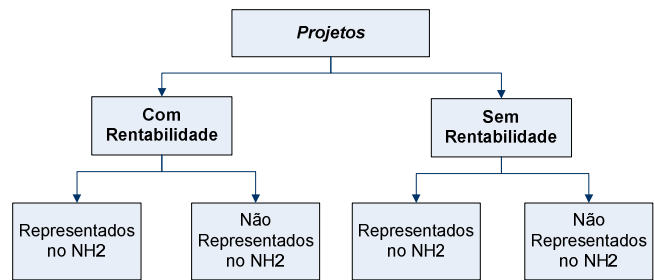 Projetos
Com
Rentabilidade
Sem
Rentabilidade
Representados
no NH2
Não
Representados
no NH2
Representados
no NH2
Não
Representados
no NH2